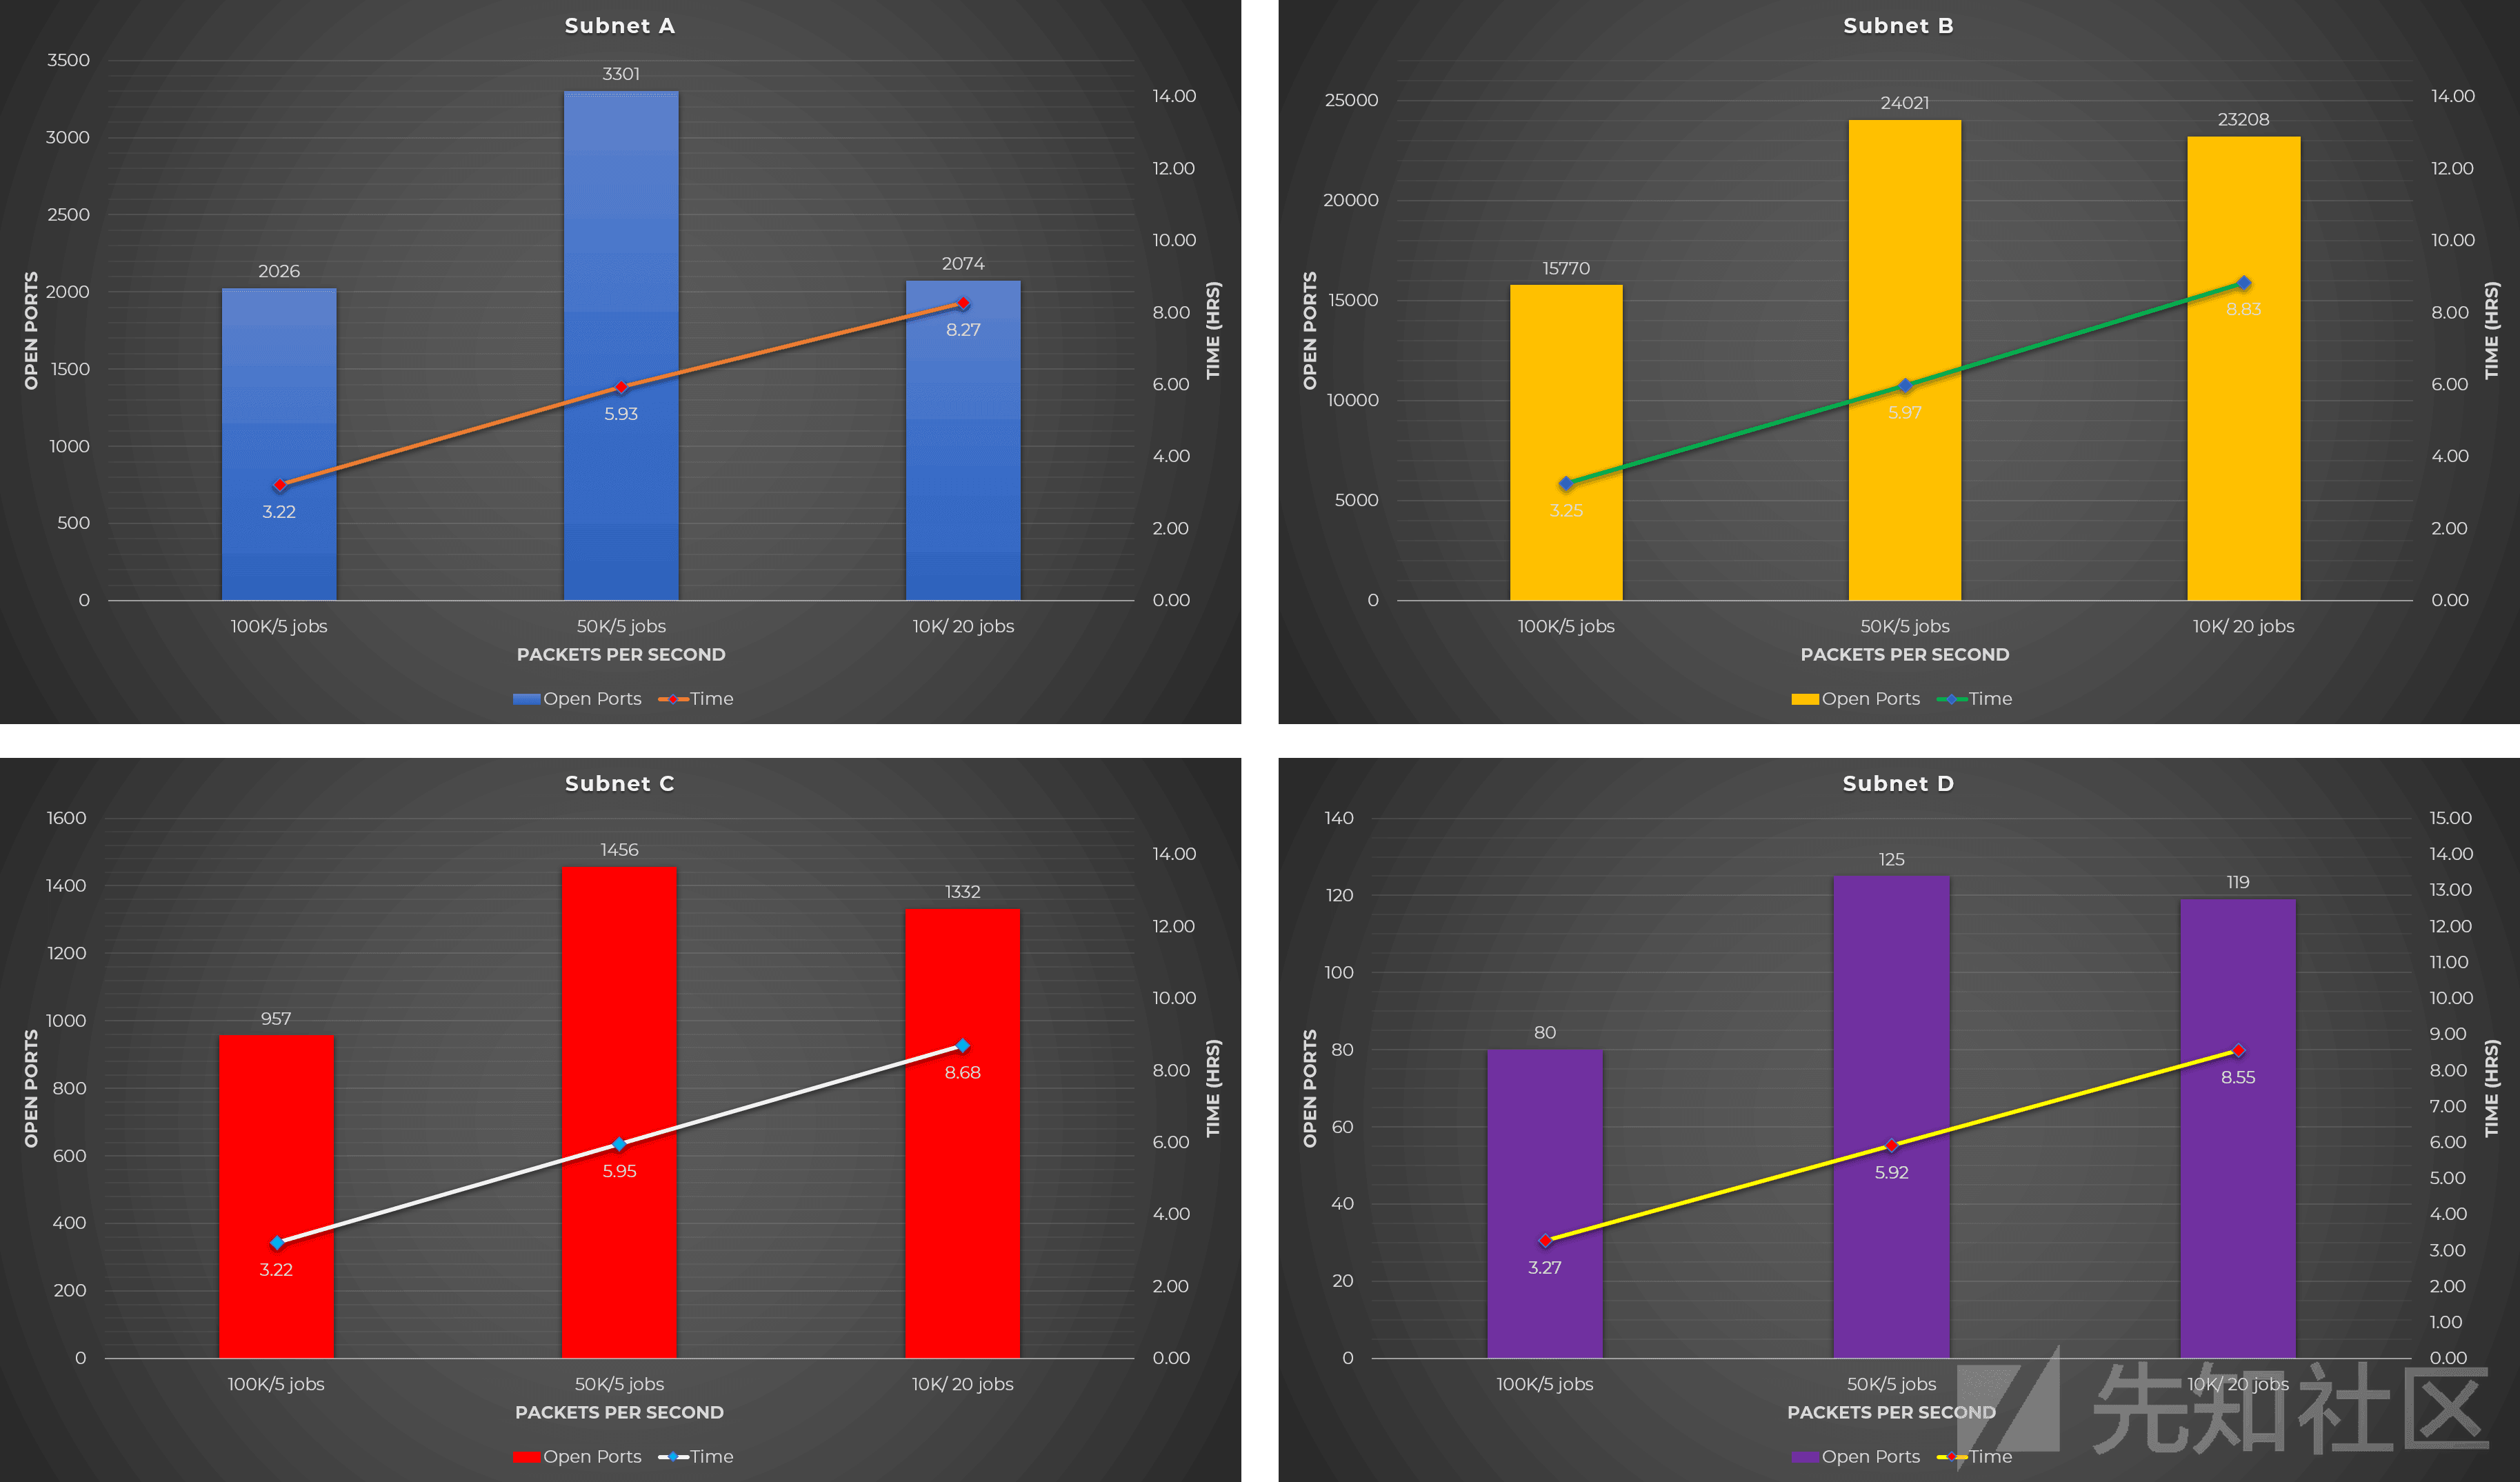 Subnet A
3500
3000
2500
2000
1500
1000
500
0
OPEN PORTS
2026
3301
2074
3.22
5.93
8.27
14.00
12.00
10.00
8.00
6.00
4.00
2.00
0.00
TIME (HRS)
100K/5 jobs
50K/5 jobs
10K/ 20 jobs
PACKETS PER SECOND
Open Ports
Time
Subnet B
25000
20000
15000
10000
5000
0
OPEN PORTS
15770
24021
23208
3.25
5.97
8.83
14.00
12.00
10.00
8.00
6.00
4.00
2.00
0.00
TIME (HRS)
100K/5 jobs
50K/5 jobs
10K/ 20 jobs
PACKETS PER SECOND
Open Ports
Time
Subnet C
1600
1400
1200
1000
800
600
400
200
0
OPEN PORTS
957
1456
1332
3.22
5.95
8.68
14.00
12.00
10.00
8.00
6.00
4.00
2.00
0.00
TIME (HRS)
100K/5 jobs
50K/5 jobs
10K/ 20 jobs
PACKETS PER SECOND
Open Ports
Time
Subnet D
140
120
100
80
60
40
20
0
OPEN PORTS
80
125
119
3.27
5.92
8.55
15.00
14.00
13.00
12.00
11.00
10.00
9.00
8.00
7.00
6.00
5.00
4.00
3.00
2.00
1.00
0.00
TIME (HRS)
100K/5 jobs
50K/5 jobs
10K/ 20 jobs
PACKETS PER SECOND
Open Ports
Time
先知社区